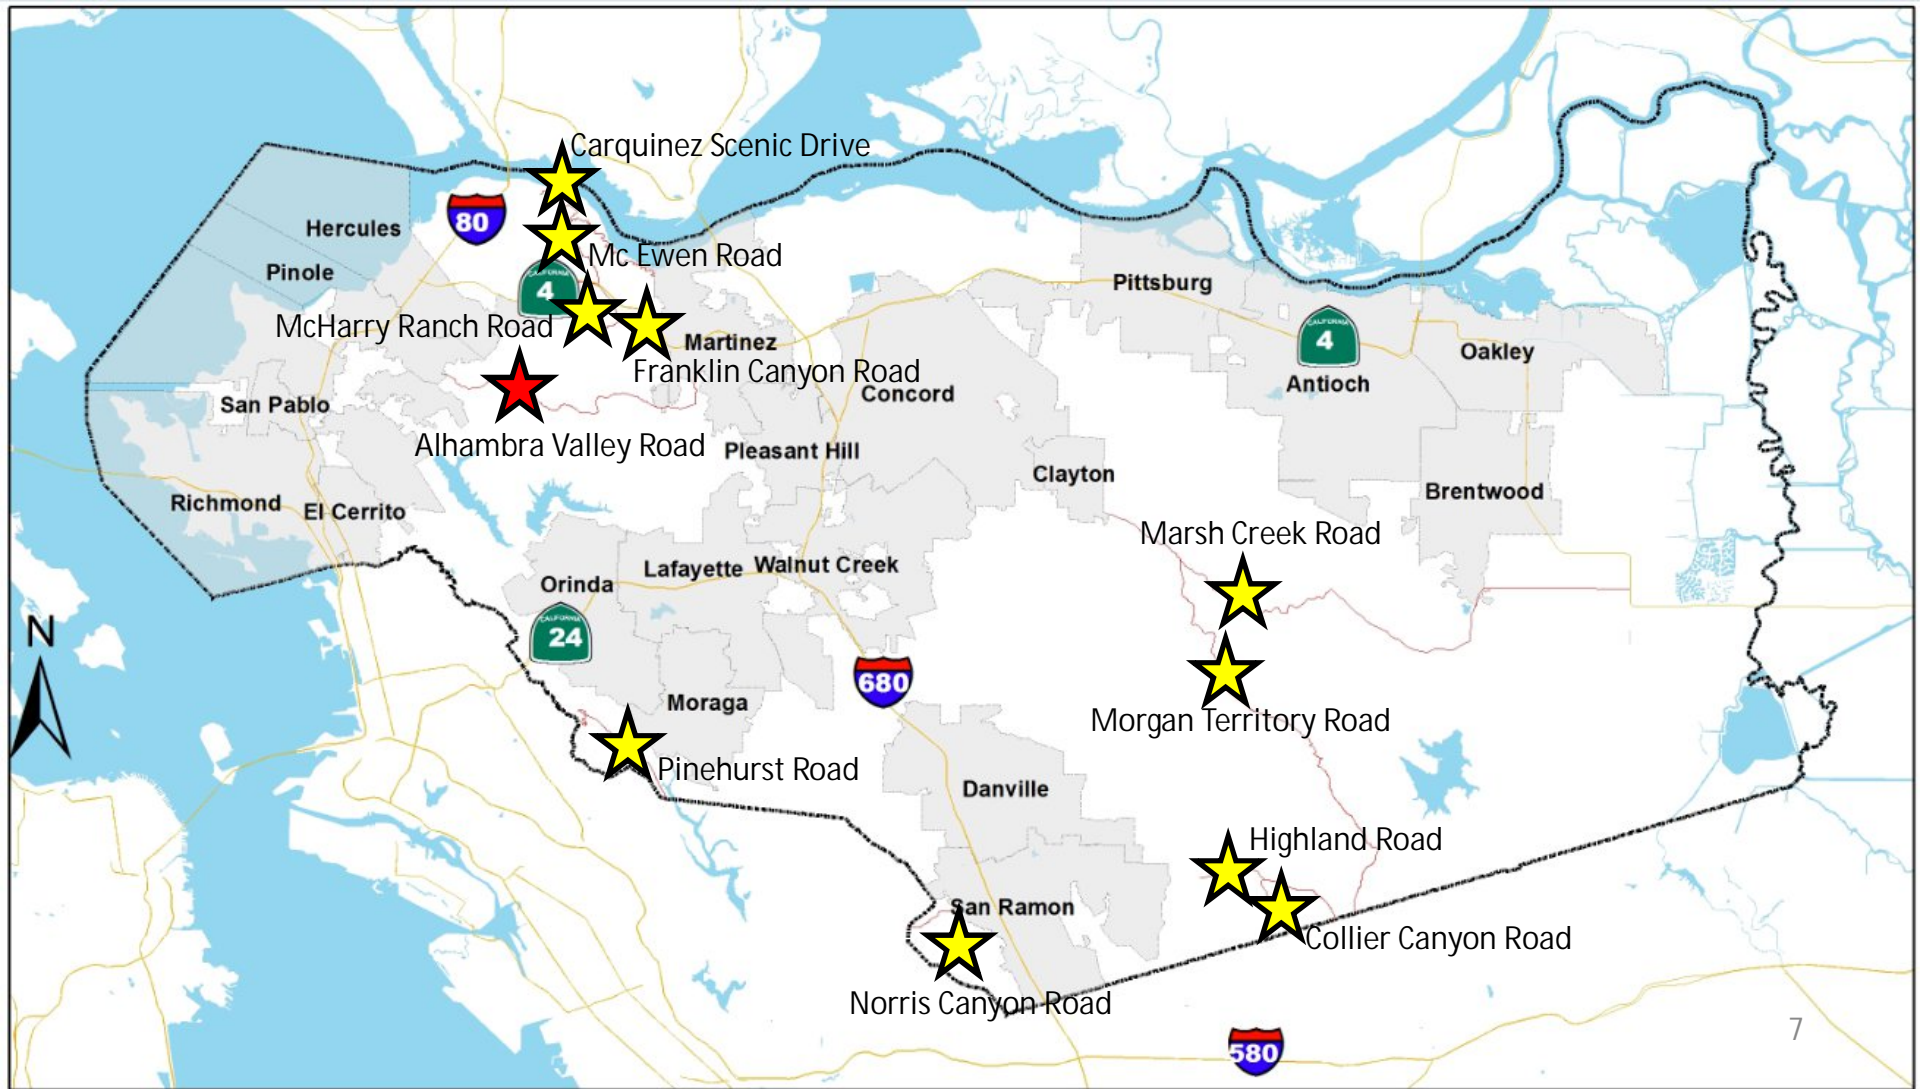 Carquinez Scenic Drive
80
Hercules
Mc Ewen Road
Pinole
CALIFORNIA
4
McHarry Ranch Road
Martinez
Franklin Canyon Road
Pittsburg
CALIFORNIA
4
Oakley
Antioch
San Pablo
Concord
Alhambra Valley Road
Pleasant Hill
Clayton
Brentwood
Richmond
El Cerrito
Marsh Creek Road
Lafayette
Walnut Creek
Orinda
CALIFORNIA
24
N
680
Moraga
Morgan Territory Road
Pinehurst Road
Danville
Highland Road
San Ramon
Collier Canyon Road
Norris Canyon Road
7
580